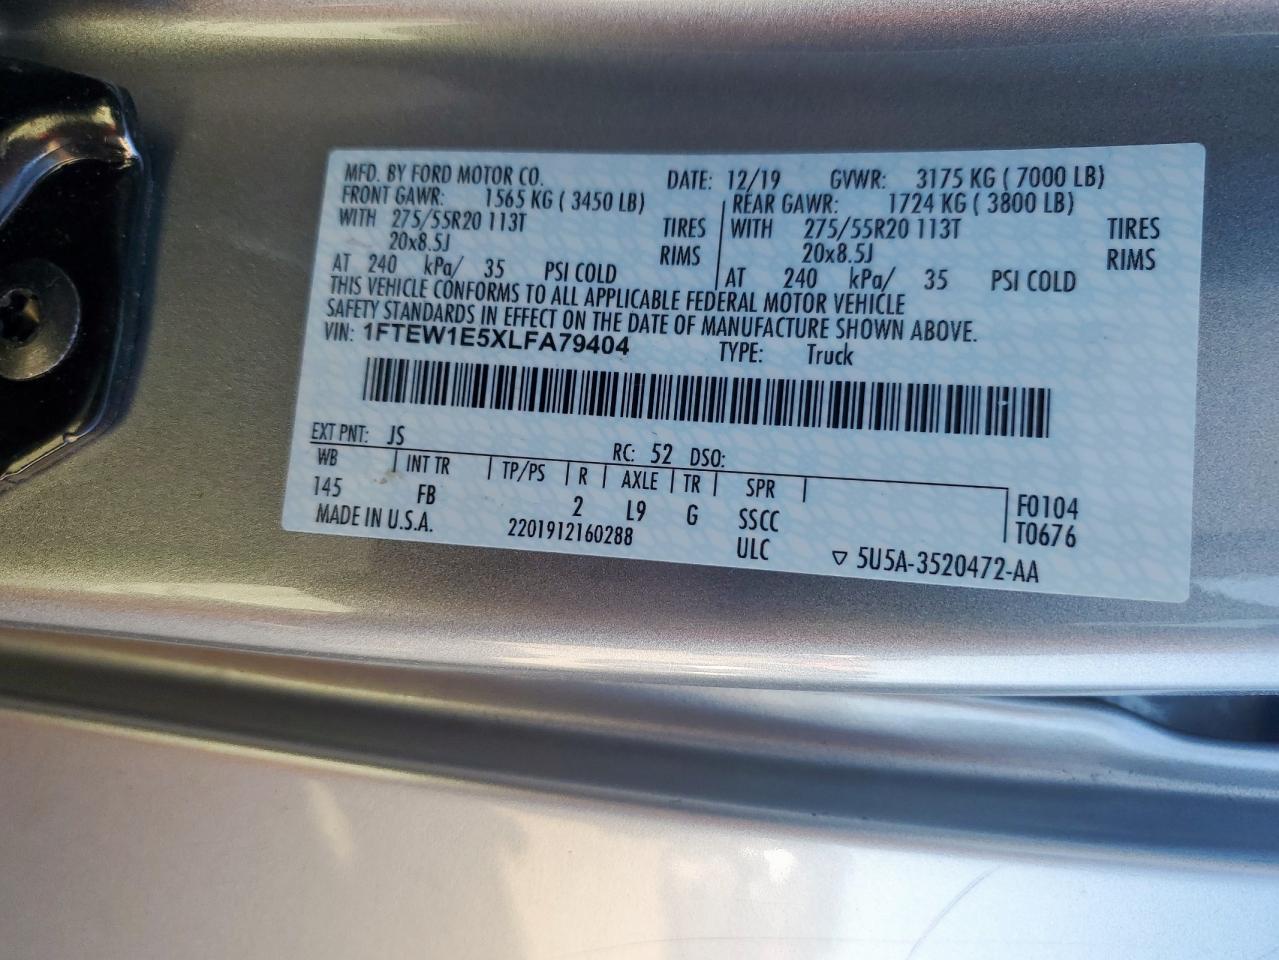 MFD. BY FORD MOTOR CO. DATE: 12/19 GVWR: 3175 KG ( 7000 LB)
FRONT GAWR: 1565 KG ( 3450 LB) REAR GAWR: 1724 KG ( 3800 LB)
WITH 275/55R20 113T TIRES WITH 275/55R20 113T TIRES
20x8.5J RIMS 20x8.5J RIMS
AT 240 kPa/ 35 PSI COLD AT 240 kPa/ 35 PSI COLD
THIS VEHICLE CONFORMS TO ALL APPLICABLE FEDERAL MOTOR VEHICLE
SAFETY STANDARDS IN EFFECT ON THE DATE OF MANUFACTURE SHOWN ABOVE.
VIN: 1FTEW1E5XLFA79404 TYPE: Truck
EXT PNT: JS RC: 52 DSO:
WB INT TR TP/PS R AXLE TR SPR
145 FB 2 L9 G SSCC F0104
MADE IN U.S.A. 2201912160288 ULC T0676
5U5A-3520472-AA